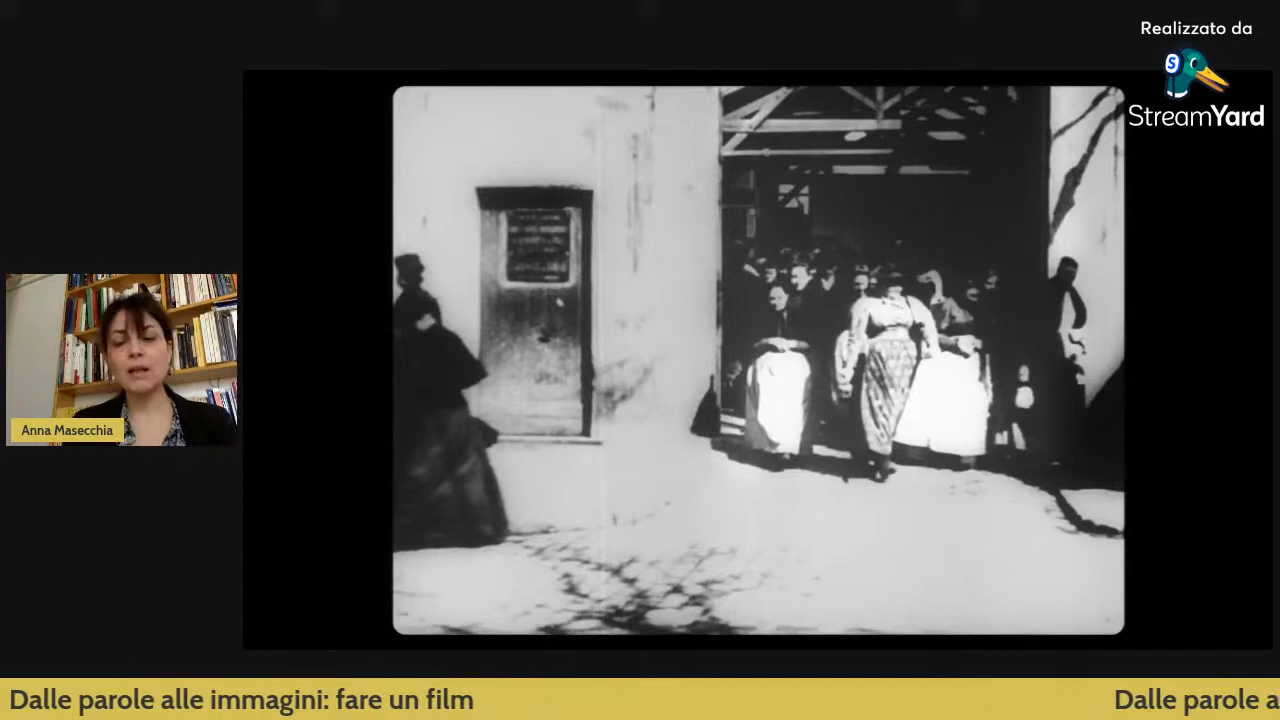 Realizzato da
StreamYard
Anna Masecchia
Dalle parole alle immagini: fare un film
Dalle parole a